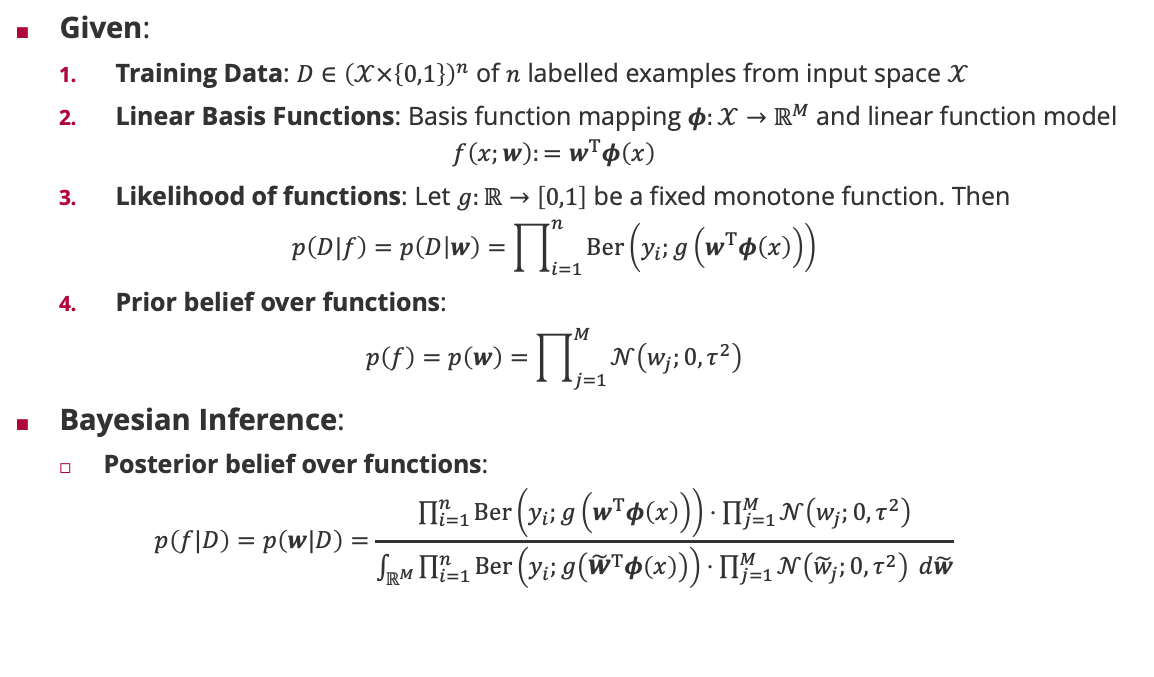 Given:
1. Training Data: D ∈ (𝒳×{0,1})ⁿ of n labelled examples from input space 𝒳
2. Linear Basis Functions: Basis function mapping ϕ: 𝒳 → ℝᴹ and linear function model
f(x; w): = wᵀϕ(x)
3. Likelihood of functions: Let g: ℝ → [0,1] be a fixed monotone function. Then
p(D|f) = p(D|w) = ∏ⁿᵢ₌₁ Ber(yᵢ; g(wᵀϕ(x)))
4. Prior belief over functions:
p(f) = p(w) = ∏ᴹⱼ₌₁ 𝒩(wⱼ; 0, τ²)
Bayesian Inference:
Posterior belief over functions:
∏ⁿᵢ₌₁ Ber(yᵢ; g(wᵀϕ(x))) · ∏ᴹⱼ₌₁ 𝒩(wⱼ; 0, τ²)
p(f|D) = p(w|D) =
∫ℝᴹ ∏ⁿᵢ₌₁ Ber(yᵢ; g(w̃ᵀϕ(x))) · ∏ᴹⱼ₌₁ 𝒩(w̃ⱼ; 0, τ²) dw̃